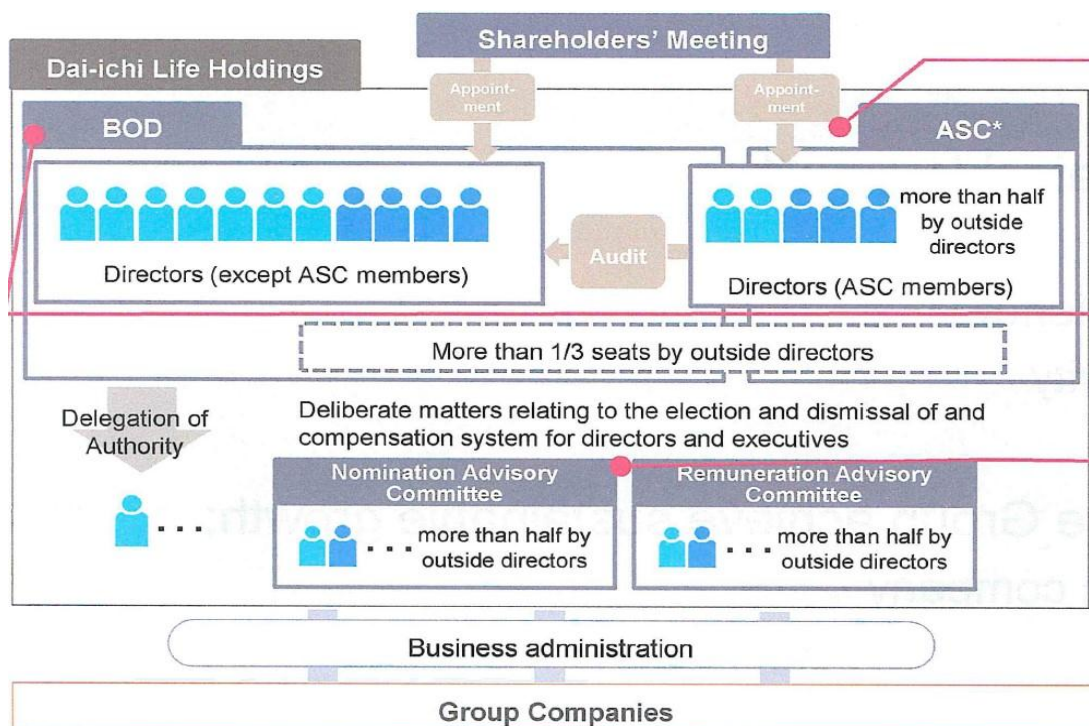 Shareholders' Meeting
Dai-ichi Life Holdings
Appoint-
ment
Appoint-
ment
BOD
ASC*
more than half
by outside
directors
Audit
Directors (except ASC members)
Directors (ASC members)
More than 1/3 seats by outside directors
Delegation of
Authority
Deliberate matters relating to the election and dismissal of and
compensation system for directors and executives
Nomination Advisory
Committee
Remuneration Advisory
Committee
...
... more than half by
outside directors
... more than half by
outside directors
Business administration
Group Companies